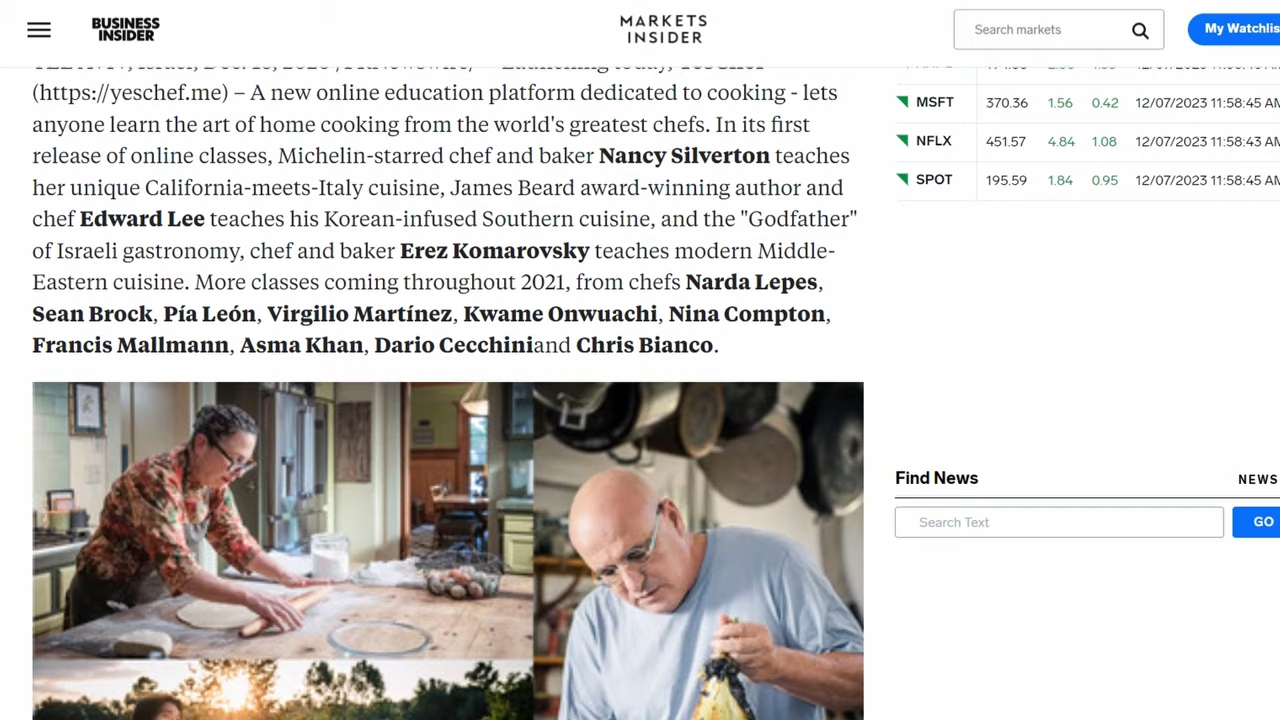 BUSINESS
INSIDER
MARKETS
INSIDER
Search markets
My Watchlis
(https://yeschef.me) – A new online education platform dedicated to cooking - lets
anyone learn the art of home cooking from the world's greatest chefs. In its first
release of online classes, Michelin-starred chef and baker Nancy Silverton teaches
her unique California-meets-Italy cuisine, James Beard award-winning author and
chef Edward Lee teaches his Korean-infused Southern cuisine, and the "Godfather"
of Israeli gastronomy, chef and baker Erez Komarovsky teaches modern Middle-
Eastern cuisine. More classes coming throughout 2021, from chefs Narda Lepes,
Sean Brock, Pía León, Virgilio Martínez, Kwame Onwuachi, Nina Compton,
Francis Mallmann, Asma Khan, Dario Cecchiniand Chris Bianco.
MSFT 370.36 1.56 0.42 12/07/2023 11:58:45 AM
NFLX 451.57 4.84 1.08 12/07/2023 11:58:43 AM
SPOT 195.59 1.84 0.95 12/07/2023 11:58:45 AM
Find News
NEWS
Search Text
GO